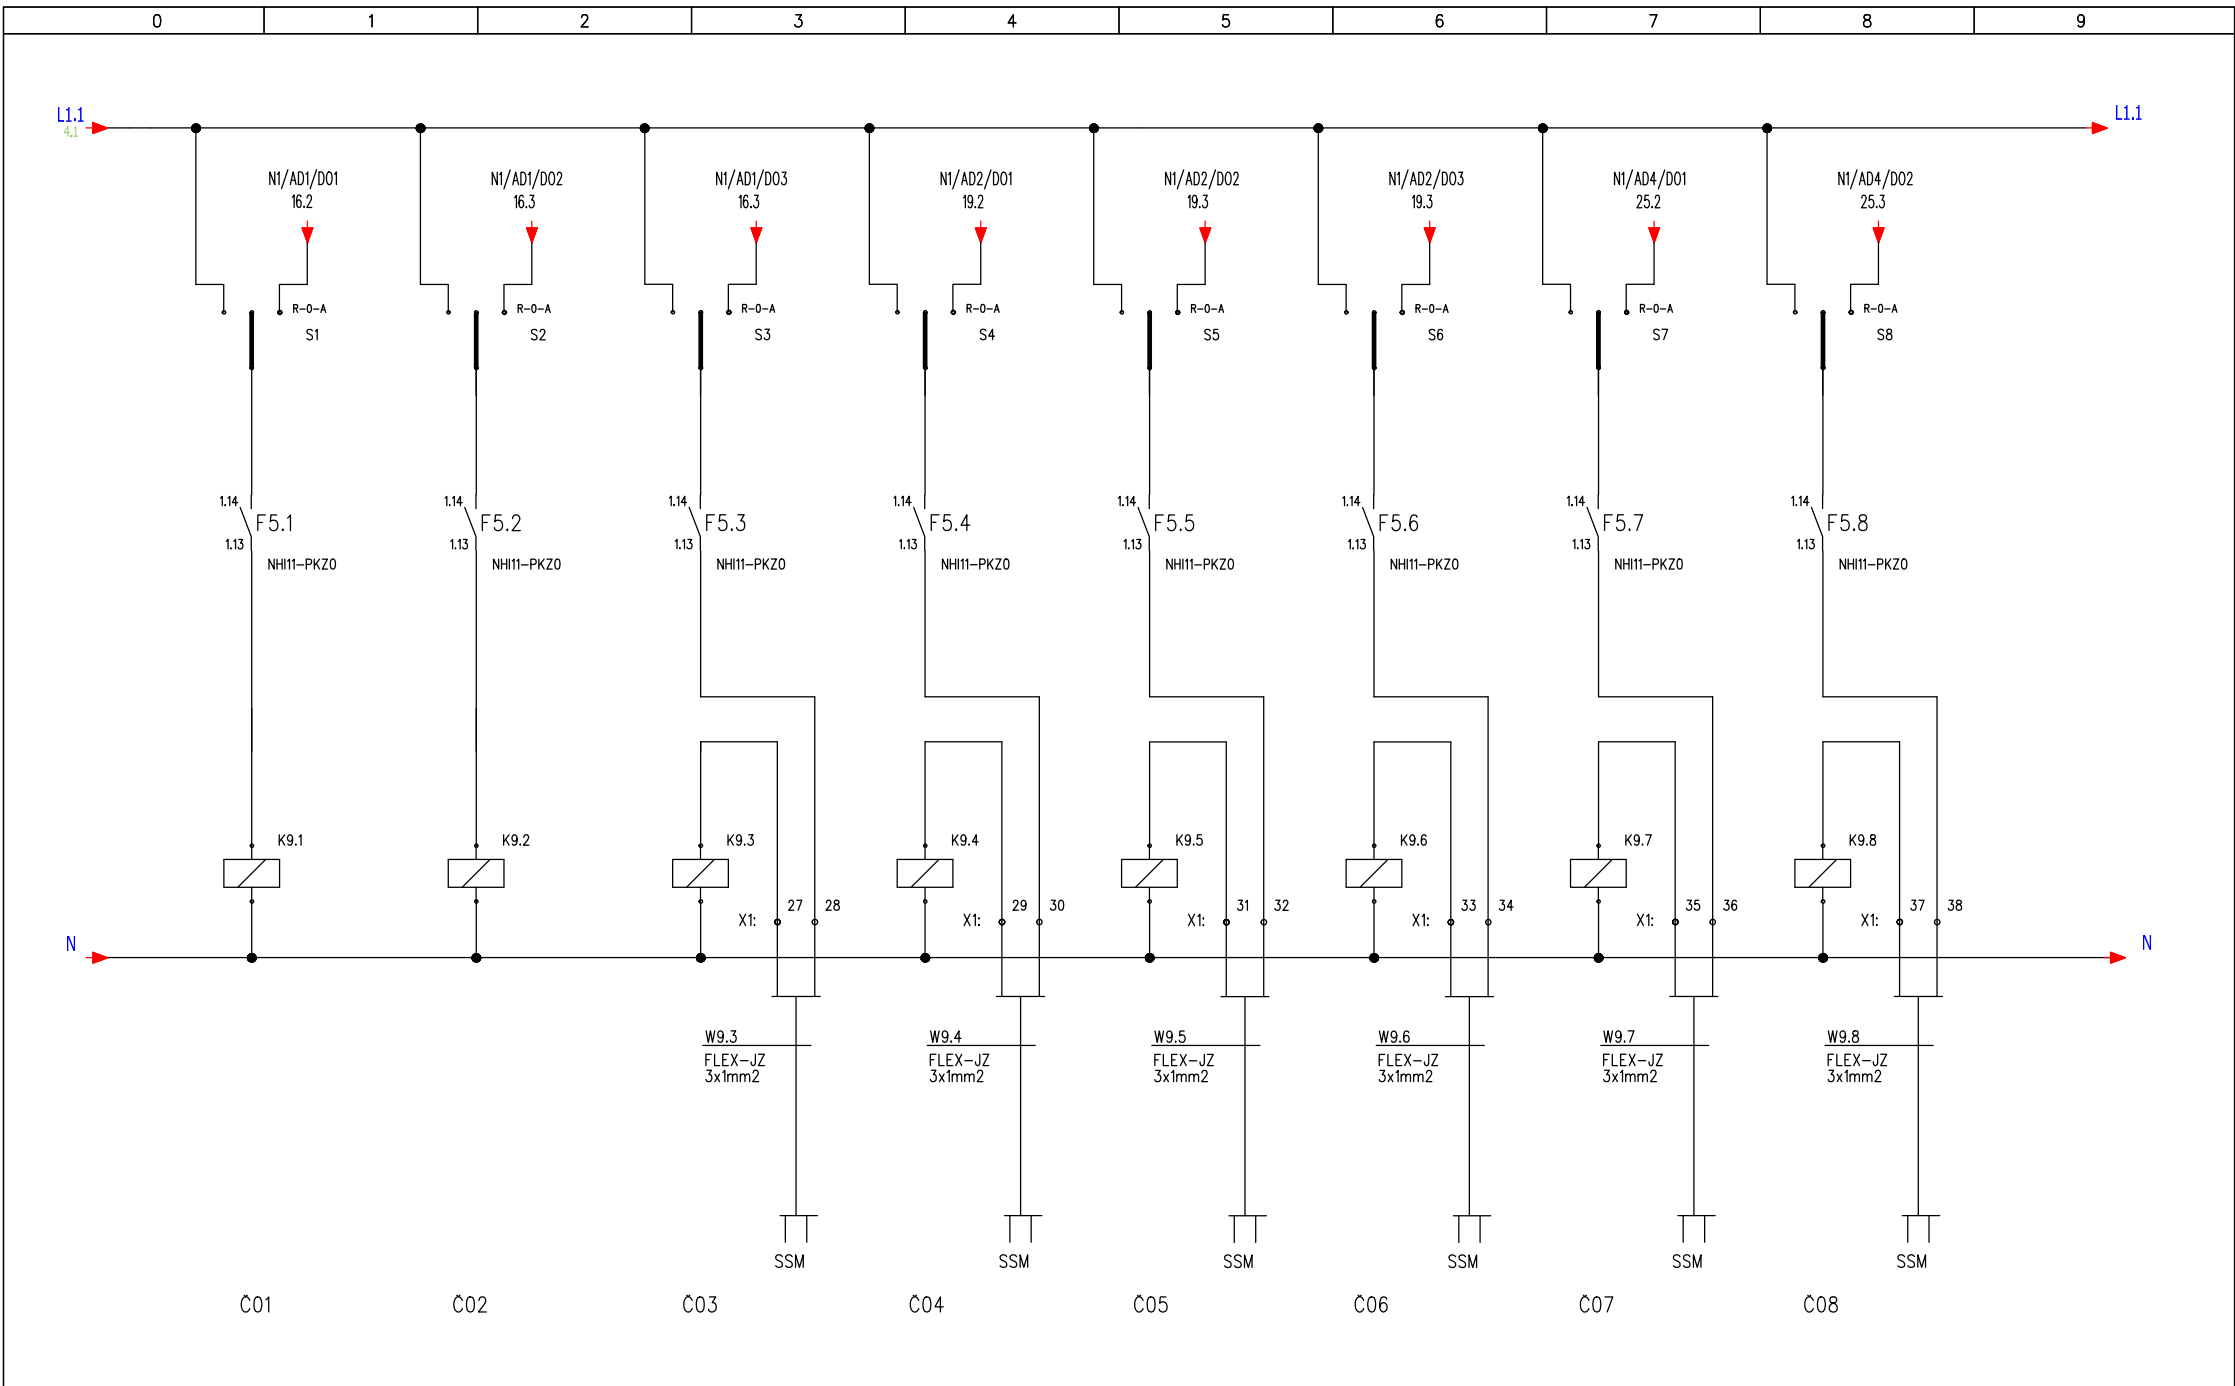 0 1 2 3 4 5 6 7 8 9
L1.1 L1.1
4.1
N1/AD1/DO1 N1/AD1/DO2 N1/AD1/DO3 N1/AD2/DO1 N1/AD2/DO2 N1/AD2/DO3 N1/AD4/DO1 N1/AD4/DO2
16.2 16.3 16.3 19.2 19.3 19.3 25.2 25.3
R-0-A R-0-A R-0-A R-0-A R-0-A R-0-A R-0-A R-0-A
S1 S2 S3 S4 S5 S6 S7 S8
1.14 1.14 1.14 1.14 1.14 1.14 1.14 1.14
F5.1 F5.2 F5.3 F5.4 F5.5 F5.6 F5.7 F5.8
1.13 1.13 1.13 1.13 1.13 1.13 1.13 1.13
NHI11-PKZ0 NHI11-PKZ0 NHI11-PKZ0 NHI11-PKZ0 NHI11-PKZ0 NHI11-PKZ0 NHI11-PKZ0 NHI11-PKZ0
K9.1 K9.2 K9.3 K9.4 K9.5 K9.6 K9.7 K9.8
27 28 29 30 31 32 33 34 35 36 37 38
X1: X1: X1: X1: X1: X1:
N N
W9.3 W9.4 W9.5 W9.6 W9.7 W9.8
FLEX-JZ FLEX-JZ FLEX-JZ FLEX-JZ FLEX-JZ FLEX-JZ
3x1mm2 3x1mm2 3x1mm2 3x1mm2 3x1mm2 3x1mm2
SSM SSM SSM SSM SSM SSM
Č01 Č02 Č03 Č04 Č05 Č06 Č07 Č08